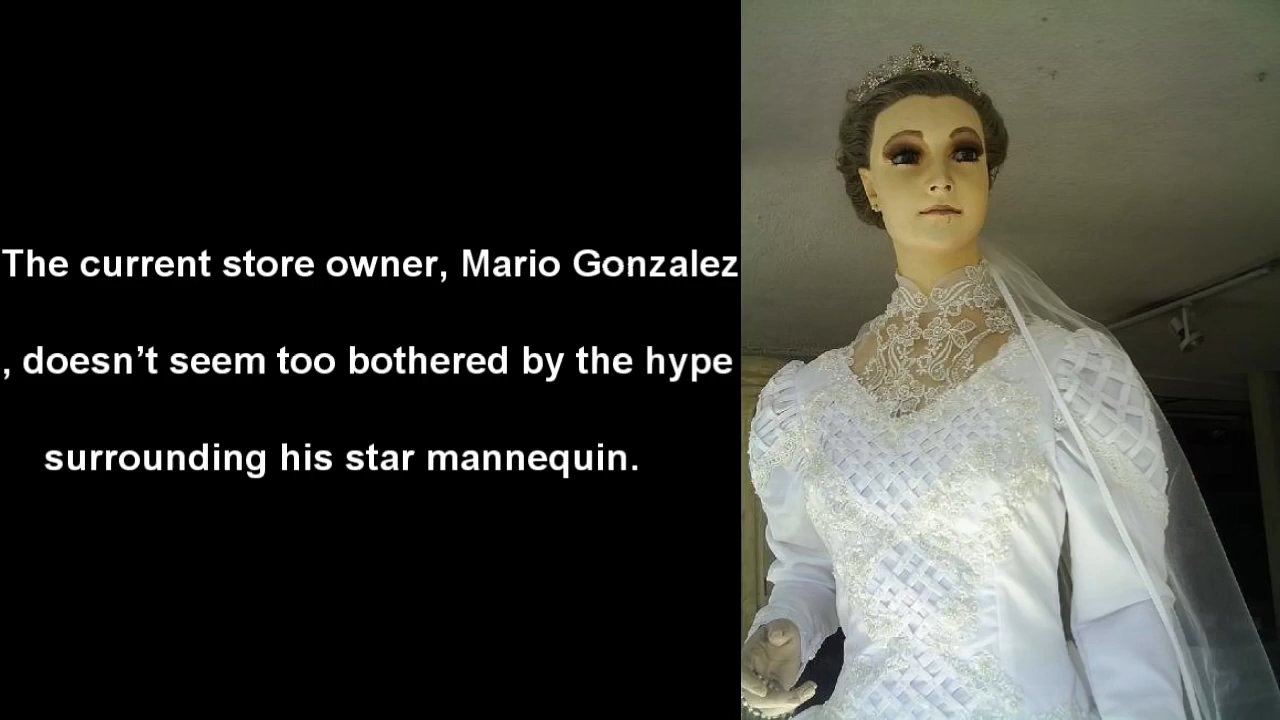 The current store owner, Mario Gonzalez
, doesn’t seem too bothered by the hype
surrounding his star mannequin.